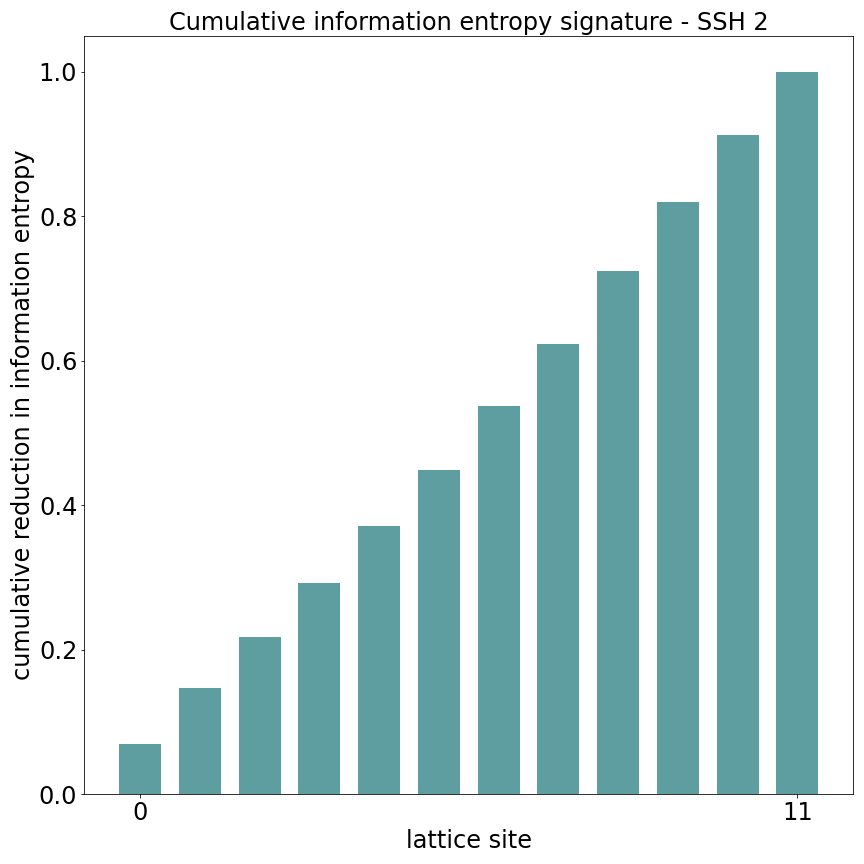 Cumulative information entropy signature - SSH 2
cumulative reduction in information entropy
1.0
0.8
0.6
0.4
0.2
0.0
0
11
lattice site